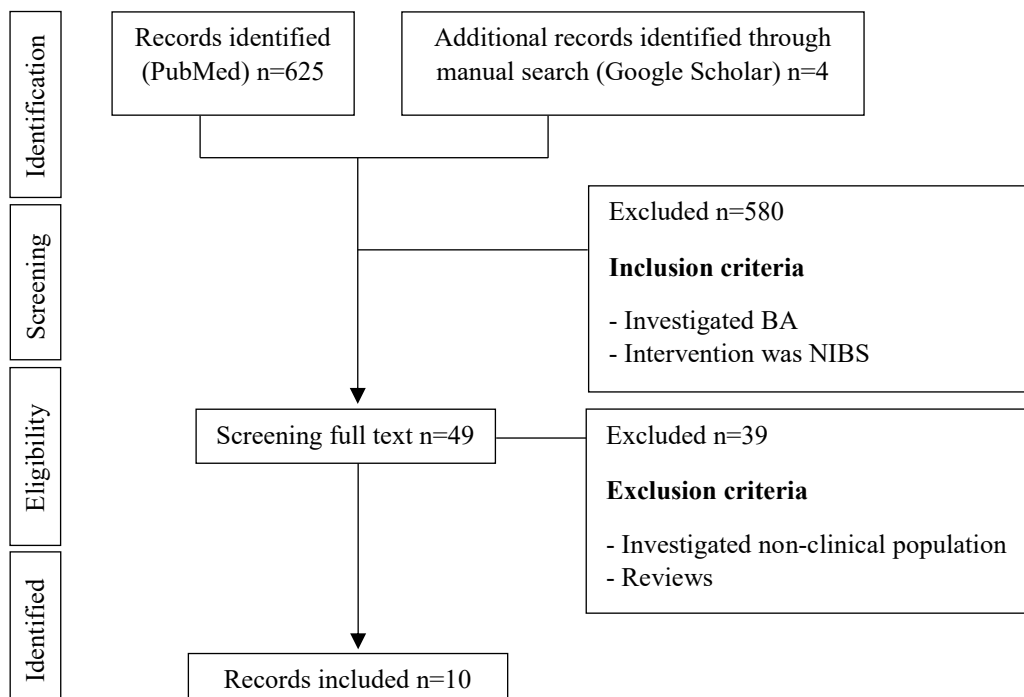 Identification
Records identified
(PubMed) n=625
Additional records identified through
manual search (Google Scholar) n=4
Screening
Excluded n=580
Inclusion criteria
- Investigated BA
- Intervention was NIBS
Eligibility
Screening full text n=49
Excluded n=39
Exclusion criteria
- Investigated non-clinical population
- Reviews
Identified
Records included n=10